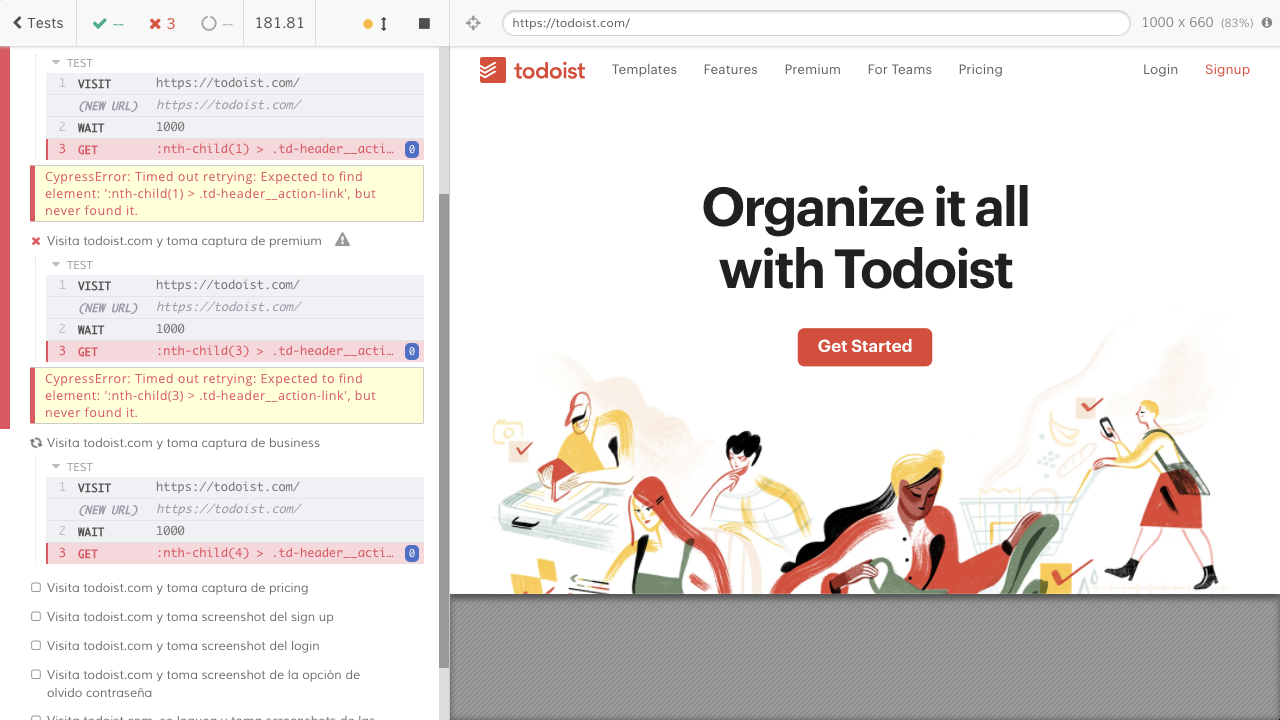 Tests
--
3
--
181.81
https://todoist.com/
1000 x 660 (83%)
TEST
1 VISIT https://todoist.com/
(NEW URL) https://todoist.com/
2 WAIT 1000
3 GET :nth-child(1) > .td-header__acti… 0
CypressError: Timed out retrying: Expected to find
element: ':nth-child(1) > .td-header__action-link', but
never found it.
Visita todoist.com y toma captura de premium
TEST
1 VISIT https://todoist.com/
(NEW URL) https://todoist.com/
2 WAIT 1000
3 GET :nth-child(3) > .td-header__acti… 0
CypressError: Timed out retrying: Expected to find
element: ':nth-child(3) > .td-header__action-link', but
never found it.
Visita todoist.com y toma captura de business
TEST
1 VISIT https://todoist.com/
(NEW URL) https://todoist.com/
2 WAIT 1000
3 GET :nth-child(4) > .td-header__acti… 0
Visita todoist.com y toma captura de pricing
Visita todoist.com y toma screenshot del sign up
Visita todoist.com y toma screenshot del login
Visita todoist.com y toma screenshot de la opción de
olvido contraseña
Visita todoist.com, se loguea y toma screenshots de las
todoist
Templates
Features
Premium
For Teams
Pricing
Login
Signup
Organize it all
with Todoist
Get Started